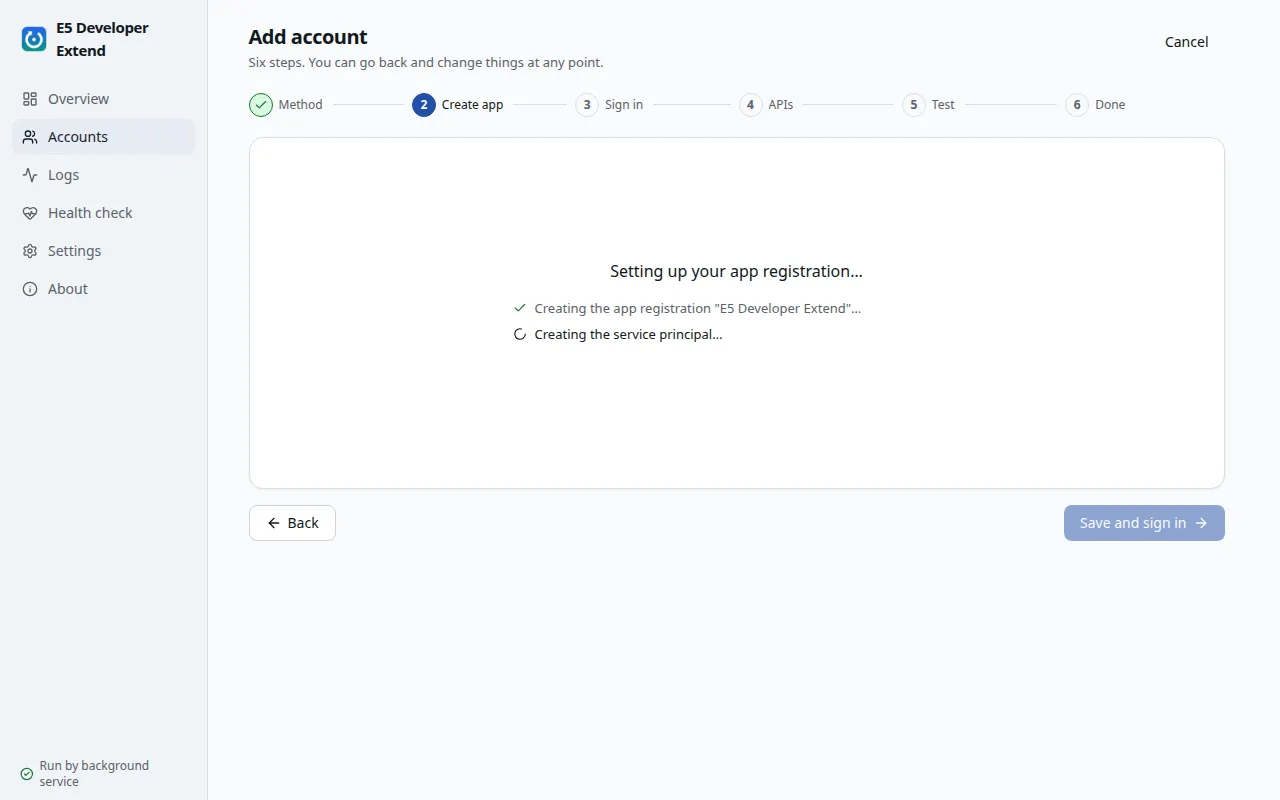 E5 Developer
Extend
Overview
Accounts
Logs
Health check
Settings
About
Run by background
service
Add account
Six steps. You can go back and change things at any point.
Cancel
Method
2 Create app
3 Sign in
4 APIs
5 Test
6 Done
Setting up your app registration...
Creating the app registration "E5 Developer Extend"...
Creating the service principal...
Back
Save and sign in